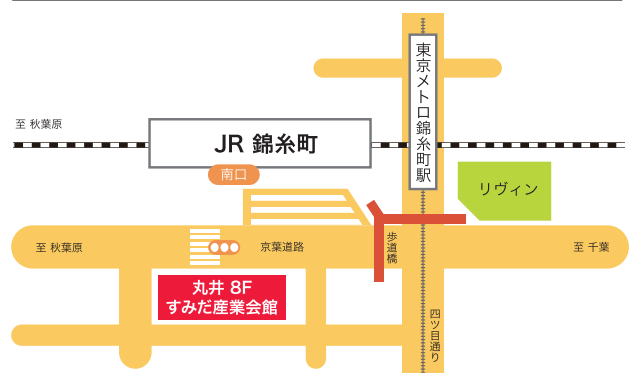 東京メトロ錦糸町駅
至 秋葉原
JR 錦糸町
南口
リヴィン
至 秋葉原
京葉道路
歩道橋
至 千葉
丸井 8F
すみだ産業会館
四ツ目通り